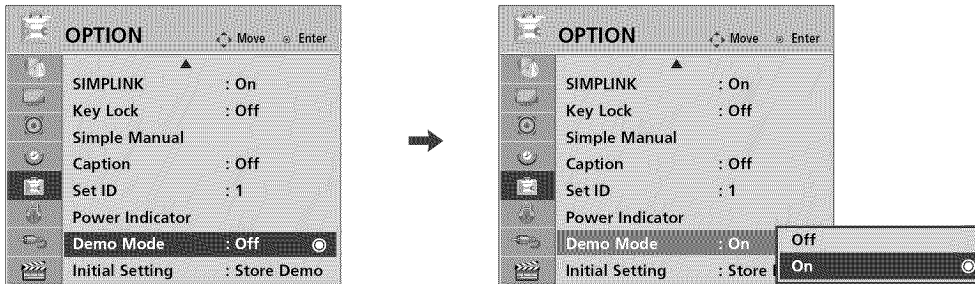 OPTION
Move
Enter
SIMPLINK : On
Key Lock : Off
Simple Manual
Caption : Off
Set ID : 1
Power Indicator
Demo Mode : Off
Initial Setting : Store Demo
OPTION
Move
Enter
SIMPLINK : On
Key Lock : Off
Simple Manual
Caption : Off
Set ID : 1
Power Indicator
Demo Mode : On
Initial Setting : Store
Off
On